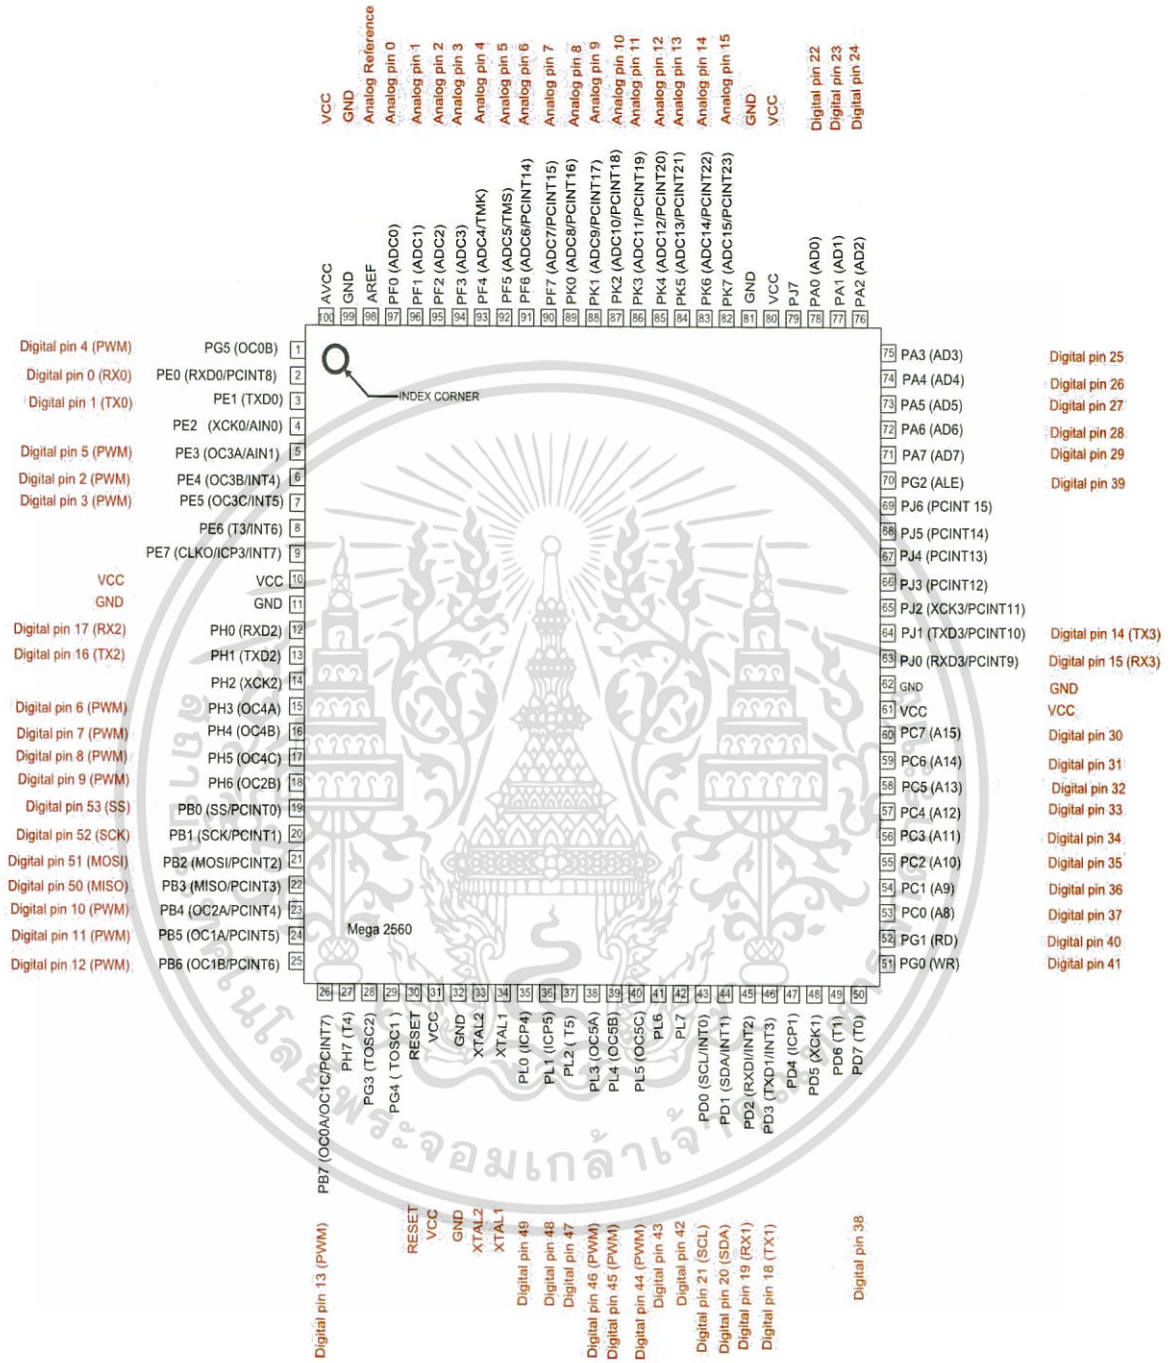 VCC
GND
Analog Reference
Analog pin 0
Analog pin 1
Analog pin 2
Analog pin 3
Analog pin 4
Analog pin 5
Analog pin 6
Analog pin 7
Analog pin 8
Analog pin 9
Analog pin 10
Analog pin 11
Analog pin 12
Analog pin 13
Analog pin 14
Analog pin 15
GND
VCC
Digital pin 22
Digital pin 23
Digital pin 24
AVCC
GND
AREF
PF0 (ADC0)
PF1 (ADC1)
PF2 (ADC2)
PF3 (ADC3)
PF4 (ADC4/TMK)
PF5 (ADC5/TMS)
PF6 (ADC6/PCINT14)
PF7 (ADC7/PCINT15)
PK0 (ADC8/PCINT16)
PK1 (ADC9/PCINT17)
PK2 (ADC10/PCINT18)
PK3 (ADC11/PCINT19)
PK4 (ADC12/PCINT20)
PK5 (ADC13/PCINT21)
PK6 (ADC14/PCINT22)
PK7 (ADC15/PCINT23)
GND
VCC
PJ7
PA0 (AD0)
PA1 (AD1)
PA2 (AD2)
100 99 98 97 96 95 94 93 92 91 90 89 88 87 86 85 84 83 82 81 80 79 78 77 76
Digital pin 4 (PWM) PG5 (OC0B) 1
Digital pin 0 (RX0) PE0 (RXD0/PCINT8) 2
Digital pin 1 (TX0) PE1 (TXD0) 3
PE2 (XCK0/AIN0) 4
Digital pin 5 (PWM) PE3 (OC3A/AIN1) 5
Digital pin 2 (PWM) PE4 (OC3B/INT4) 6
Digital pin 3 (PWM) PE5 (OC3C/INT5) 7
PE6 (T3/INT6) 8
PE7 (CLKO/ICP3/INT7) 9
VCC VCC 10
GND GND 11
Digital pin 17 (RX2) PH0 (RXD2) 12
Digital pin 16 (TX2) PH1 (TXD2) 13
PH2 (XCK2) 14
Digital pin 6 (PWM) PH3 (OC4A) 15
Digital pin 7 (PWM) PH4 (OC4B) 16
Digital pin 8 (PWM) PH5 (OC4C) 17
Digital pin 9 (PWM) PH6 (OC2B) 18
Digital pin 53 (SS) PB0 (SS/PCINT0) 19
Digital pin 52 (SCK) PB1 (SCK/PCINT1) 20
Digital pin 51 (MOSI) PB2 (MOSI/PCINT2) 21
Digital pin 50 (MISO) PB3 (MISO/PCINT3) 22
Digital pin 10 (PWM) PB4 (OC2A/PCINT4) 23
Digital pin 11 (PWM) PB5 (OC1A/PCINT5) 24
Digital pin 12 (PWM) PB6 (OC1B/PCINT6) 25
INDEX CORNER
Mega 2560
75 PA3 (AD3) Digital pin 25
74 PA4 (AD4) Digital pin 26
73 PA5 (AD5) Digital pin 27
72 PA6 (AD6) Digital pin 28
71 PA7 (AD7) Digital pin 29
70 PG2 (ALE) Digital pin 39
69 PJ6 (PCINT 15)
68 PJ5 (PCINT14)
67 PJ4 (PCINT13)
66 PJ3 (PCINT12)
65 PJ2 (XCK3/PCINT11)
64 PJ1 (TXD3/PCINT10) Digital pin 14 (TX3)
63 PJ0 (RXD3/PCINT9) Digital pin 15 (RX3)
62 GND GND
61 VCC VCC
60 PC7 (A15) Digital pin 30
59 PC6 (A14) Digital pin 31
58 PC5 (A13) Digital pin 32
57 PC4 (A12) Digital pin 33
56 PC3 (A11) Digital pin 34
55 PC2 (A10) Digital pin 35
54 PC1 (A9) Digital pin 36
53 PC0 (A8) Digital pin 37
52 PG1 (RD) Digital pin 40
51 PG0 (WR) Digital pin 41
26 27 28 29 30 31 32 33 34 35 36 37 38 39 40 41 42 43 44 45 46 47 48 49 50
PB7 (OC0A/OC1C/PCINT7)
PH7 (T4)
PG3 (TOSC2)
PG4 ( TOSC1 )
RESET
VCC
GND
XTAL2
XTAL1
PL0 (ICP4)
PL1 (ICP5)
PL2 ( T5)
PL3 (OC5A)
PL4 (OC5B)
PL5 (OC5C)
PL6
PL7
PD0 (SCL/INT0)
PD1 (SDA/INT1)
PD2 (RXDI/INT2)
PD3 (TXD1/INT3)
PD4 (ICP1)
PD5 (XCK1)
PD6 (T1)
PD7 (T0)
Digital pin 13 (PWM)
RESET
VCC
GND
XTAL2
XTAL1
Digital pin 49
Digital pin 48
Digital pin 47
Digital pin 46 (PWM)
Digital pin 45 (PWM)
Digital pin 44 (PWM)
Digital pin 43
Digital pin 42
Digital pin 21 (SCL)
Digital pin 20 (SDA)
Digital pin 19 (RX1)
Digital pin 18 (TX1)
Digital pin 38